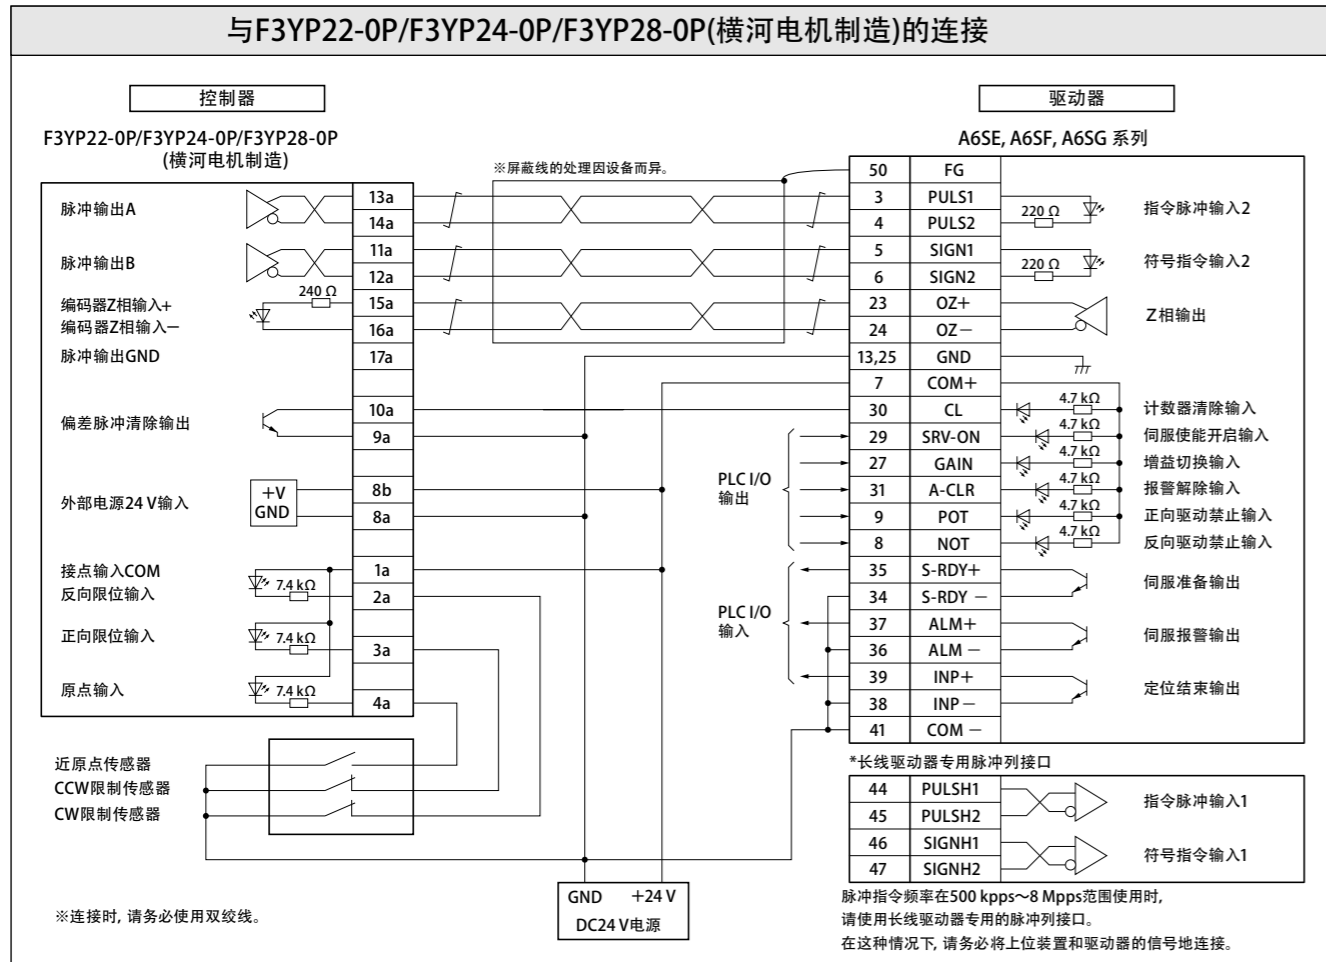 与F3YP22-0P/F3YP24-0P/F3YP28-0P(横河电机制造)的连接
控制器
F3YP22-0P/F3YP24-0P/F3YP28-0P
(横河电机制造)
脉冲输出A
脉冲输出B
编码器Z相输入+
编码器Z相输入－
脉冲输出GND
偏差脉冲清除输出
外部电源24 V输入
接点输入COM
反向限位输入
正向限位输入
原点输入
240 Ω
+V
GND
7.4 kΩ
7.4 kΩ
7.4 kΩ
13a
14a
11a
12a
15a
16a
17a
10a
9a
8b
8a
1a
2a
3a
4a
近原点传感器
CCW限制传感器
CW限制传感器
※连接时, 请务必使用双绞线。
※屏蔽线的处理因设备而异。
PLC I/O
输出
PLC I/O
输入
GND +24 V
DC24 V电源
驱动器
A6SE, A6SF, A6SG 系列
50 FG
3 PULS1
4 PULS2
220 Ω
指令脉冲输入2
5 SIGN1
6 SIGN2
220 Ω
符号指令输入2
23 OZ+
24 OZ－
Z相输出
13,25 GND
7 COM+
30 CL 4.7 kΩ 计数器清除输入
29 SRV-ON 4.7 kΩ 伺服使能开启输入
27 GAIN 4.7 kΩ 增益切换输入
31 A-CLR 4.7 kΩ 报警解除输入
9 POT 4.7 kΩ 正向驱动禁止输入
8 NOT 4.7 kΩ 反向驱动禁止输入
35 S-RDY+
34 S-RDY －
伺服准备输出
37 ALM+
36 ALM －
伺服报警输出
39 INP+
38 INP －
定位结束输出
41 COM －
*长线驱动器专用脉冲列接口
44 PULSH1
45 PULSH2
指令脉冲输入1
46 SIGNH1
47 SIGNH2
符号指令输入1
脉冲指令频率在500 kpps～8 Mpps范围使用时,
请使用长线驱动器专用的脉冲列接口。
在这种情况下, 请务必将上位装置和驱动器的信号地连接。